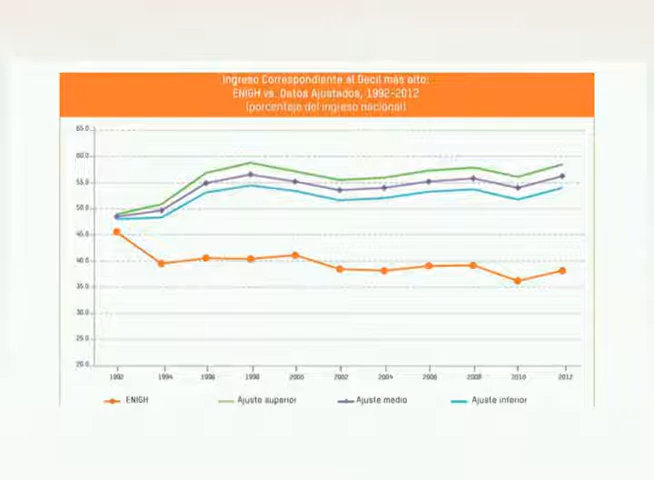 Ingreso Correspondiente al Decil más alto:
ENIGH vs. Datos Ajustados, 1992-2012
(porcentaje del ingreso nacional)
65.0
60.0
55.0
50.0
45.0
40.0
35.0
30.0
25.0
20.0
1992 1994 1996 1998 2000 2002 2004 2006 2008 2010 2012
ENIGH Ajuste superior Ajuste medio Ajuste inferior